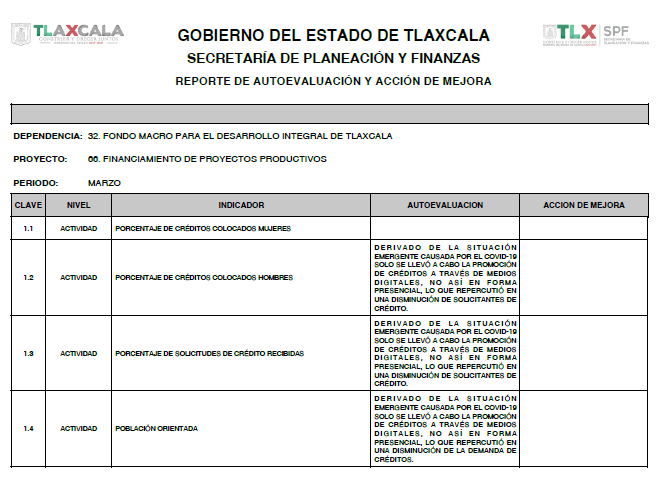 TLAXCALA
CONSTRUIR Y CRECER JUNTOS
GOBIERNO DEL ESTADO DE TLAXCALA
TLX
SPF
SECRETARÍA DE PLANEACIÓN Y FINANZAS
REPORTE DE AUTOEVALUACIÓN Y ACCIÓN DE MEJORA
DEPENDENCIA: 32. FONDO MACRO PARA EL DESARROLLO INTEGRAL DE TLAXCALA
PROYECTO: 66. FINANCIAMIENTO DE PROYECTOS PRODUCTIVOS
PERIODO: MARZO
CLAVE NIVEL INDICADOR AUTOEVALUACION ACCION DE MEJORA
1.1 ACTIVIDAD PORCENTAJE DE CRÉDITOS COLOCADOS MUJERES
1.2 ACTIVIDAD PORCENTAJE DE CRÉDITOS COLOCADOS HOMBRES
DERIVADO DE LA SITUACIÓN
EMERGENTE CAUSADA POR EL COVID-19
SOLO SE LLEVÓ A CABO LA PROMOCIÓN
DE CRÉDITOS A TRAVÉS DE MEDIOS
DIGITALES, NO ASÍ EN FORMA
PRESENCIAL, LO QUE REPERCUTIÓ EN
UNA DISMINUCIÓN DE SOLICITANTES DE
CRÉDITO.
1.3 ACTIVIDAD PORCENTAJE DE SOLICITUDES DE CRÉDITO RECIBIDAS
DERIVADO DE LA SITUACIÓN
EMERGENTE CAUSADA POR EL COVID-19
SOLO SE LLEVÓ A CABO LA PROMOCIÓN
DE CRÉDITOS A TRAVÉS DE MEDIOS
DIGITALES, NO ASÍ EN FORMA
PRESENCIAL, LO QUE REPERCUTIÓ EN
UNA DISMINUCIÓN DE SOLICITANTES DE
CRÉDITO.
1.4 ACTIVIDAD POBLACIÓN ORIENTADA
DERIVADO DE LA SITUACIÓN
EMERGENTE CAUSADA POR EL COVID-19
SOLO SE LLEVÓ A CABO LA PROMOCIÓN
DE CRÉDITOS A TRAVÉS DE MEDIOS
DIGITALES, NO ASÍ EN FORMA
PRESENCIAL, LO QUE REPERCUTIÓ EN
UNA DISMINUCIÓN DE LA DEMANDA DE
CRÉDITOS.